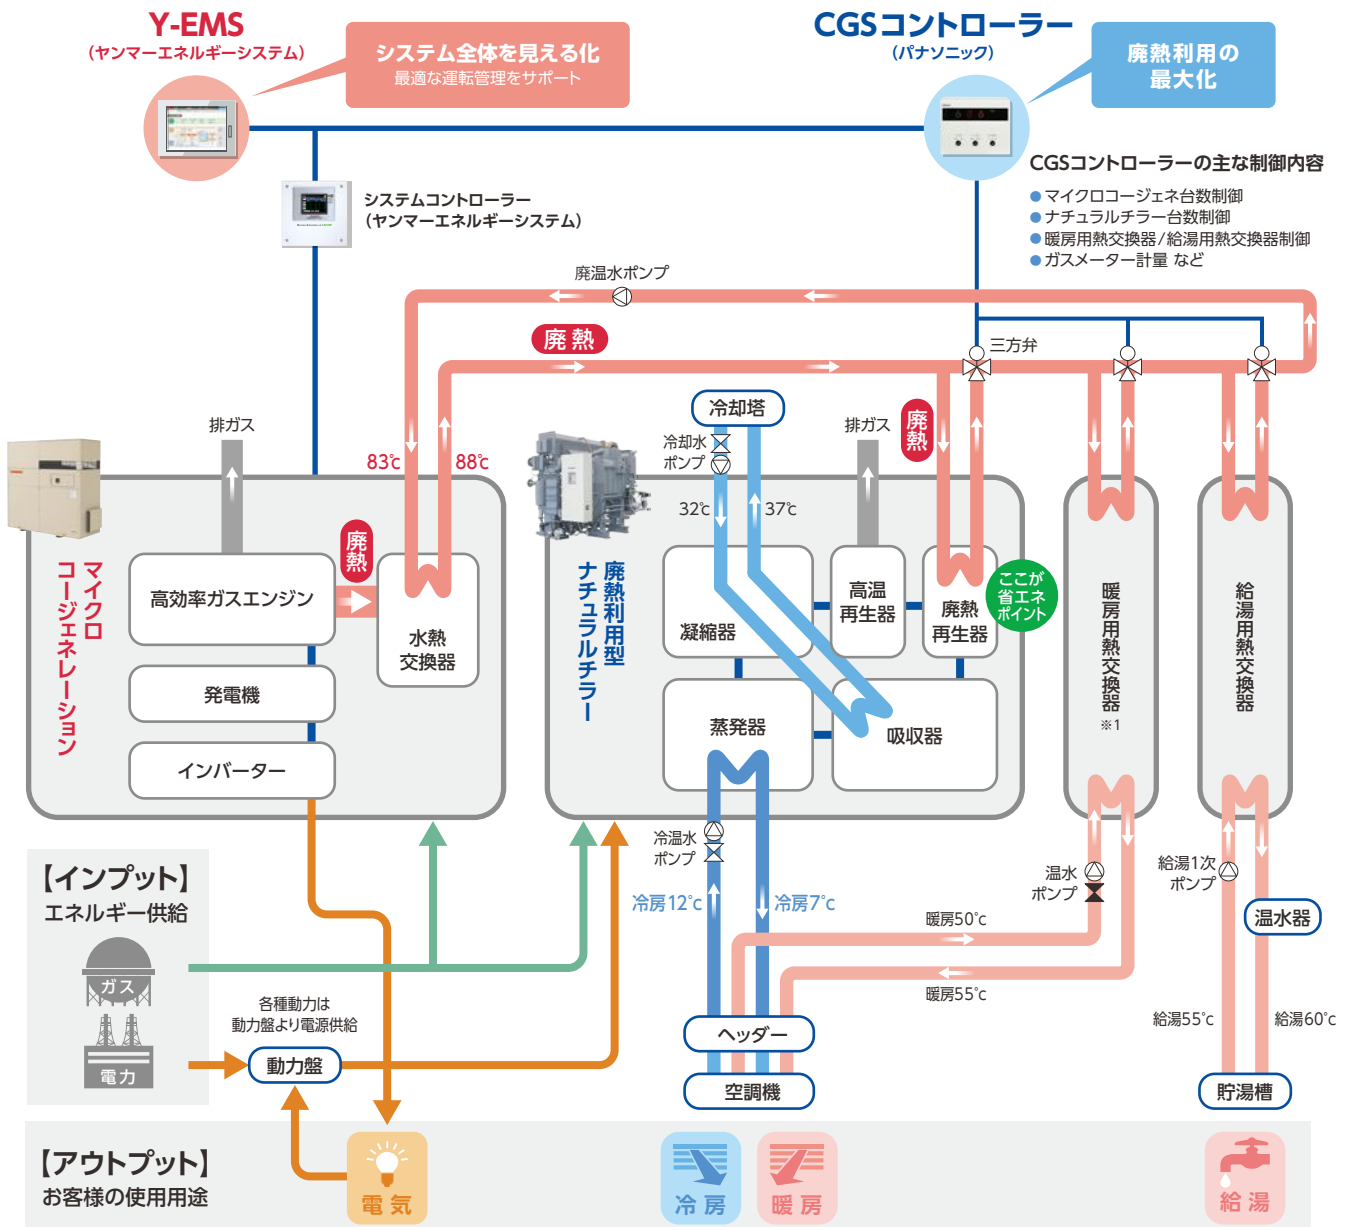 Y-EMS
（ヤンマーエネルギーシステム）
システム全体を見える化
最適な運転管理をサポート
CGSコントローラー
（パナソニック）
廃熱利用の
最大化
システムコントローラー
（ヤンマーエネルギーシステム）
CGSコントローラーの主な制御内容
●マイクロコージェネ台数制御
●ナチュラルチラー台数制御
●暖房用熱交換器/給湯用熱交換器制御
●ガスメーター計量 など
廃温水ポンプ
廃熱
三方弁
排ガス
83℃
88℃
冷却塔
冷却水
ポンプ
32℃
37℃
排ガス
廃熱
マイクロ
コージェネレーション
高効率ガスエンジン
廃熱
水熱
交換器
発電機
インバーター
廃熱利用型
ナチュラルチラー
凝縮器
高温
再生器
廃熱
再生器
ここが
省エネ
ポイント
蒸発器
吸収器
暖房用熱交換器
※1
給湯用熱交換器
冷温水
ポンプ
冷房12℃
冷房7℃
温水
ポンプ
給湯1次
ポンプ
温水器
暖房50℃
暖房55℃
給湯55℃
給湯60℃
【インプット】
エネルギー供給
ガス
電力
各種動力は
動力盤より電源供給
動力盤
ヘッダー
空調機
貯湯槽
【アウトプット】
お客様の使用用途
電気
冷房
暖房
給湯